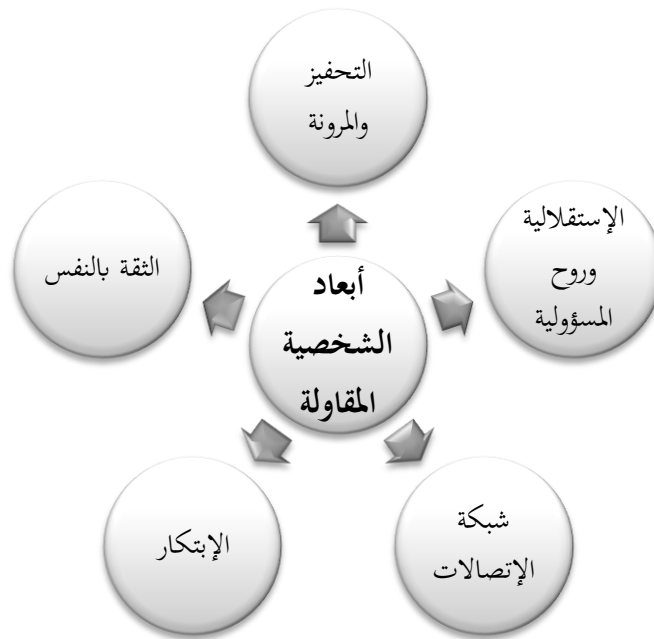 التحفيز
والمرونة
الإستقلالية
وروح
المسؤولية
الثقة بالنفس
أبعاد
الشخصية
المقاولة
شبكة
الإتصالات
الإبتكار